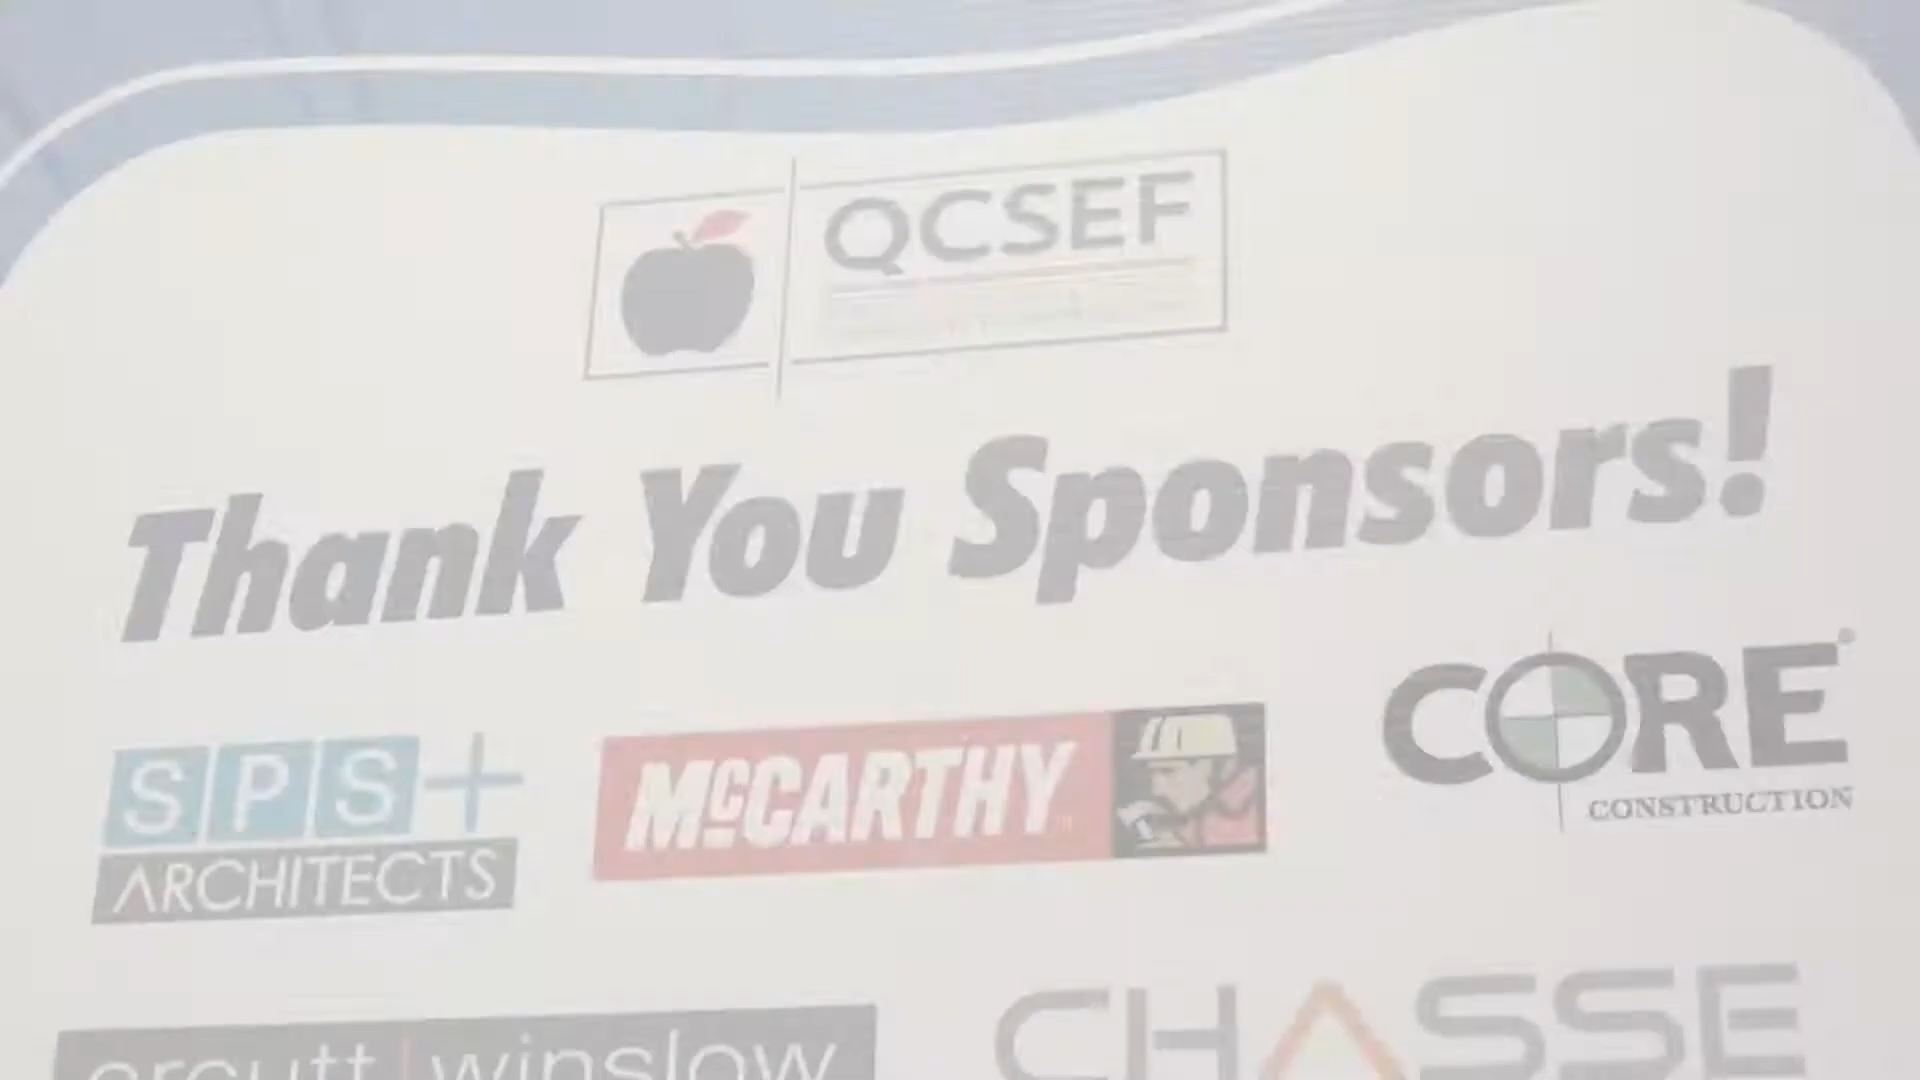 QCSEF
Thank You Sponsors!
SPS+
ARCHITECTS
McCARTHY
CORE
CONSTRUCTION
orcutt winslow
CHASSE